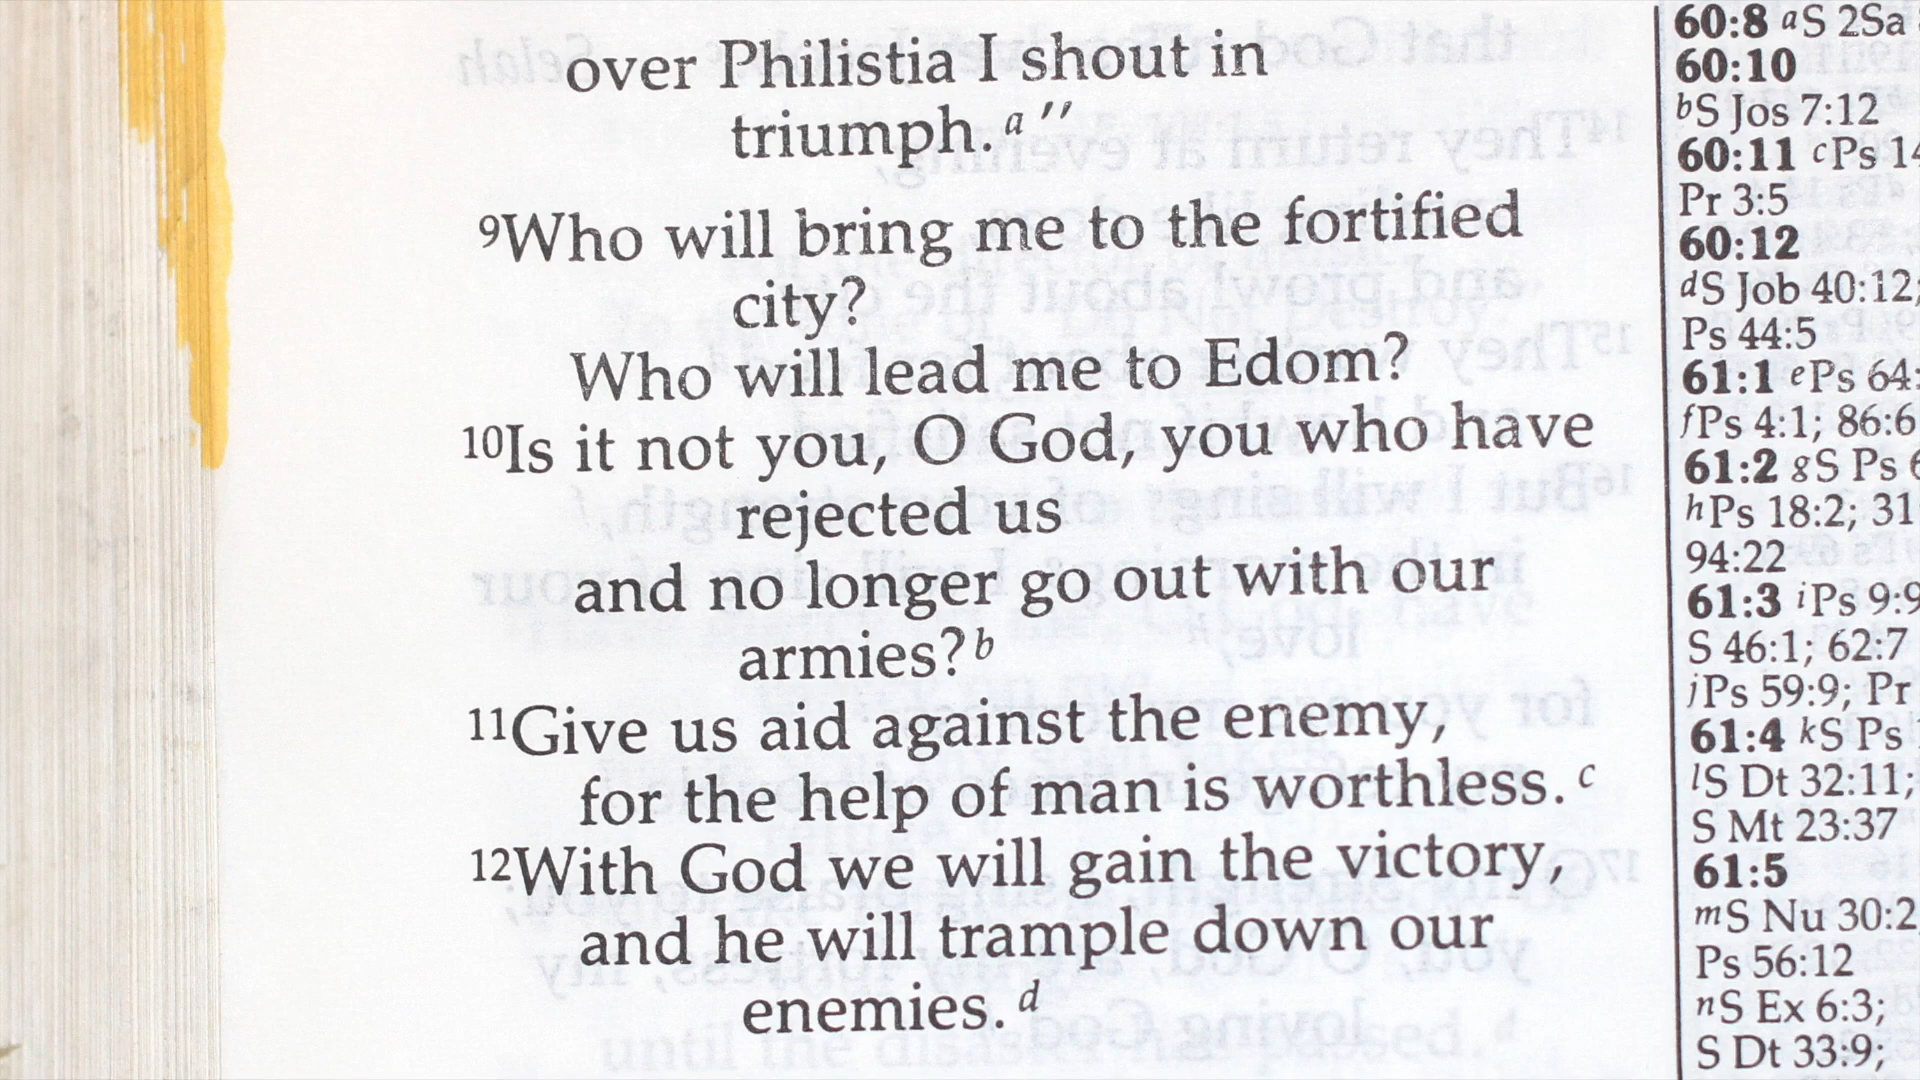 over Philistia I shout in
triumph. a"
9Who will bring me to the fortified
city?
Who will lead me to Edom?
10Is it not you, O God, you who have
rejected us
and no longer go out with our
armies? b
11Give us aid against the enemy,
for the help of man is worthless. c
12With God we will gain the victory,
and he will trample down our
enemies. d
60:8 aS 2Sa
60:10
bS Jos 7:12
60:11 cPs 14
Pr 3:5
60:12
dS Job 40:12;
Ps 44:5
61:1 ePs 64:
fPs 4:1; 86:6
61:2 gS Ps 6
hPs 18:2; 31
94:22
61:3 iPs 9:9
S 46:1; 62:7
jPs 59:9; Pr
61:4 kS Ps
lS Dt 32:11;
S Mt 23:37
61:5
mS Nu 30:2
Ps 56:12
nS Ex 6:3;
S Dt 33:9;